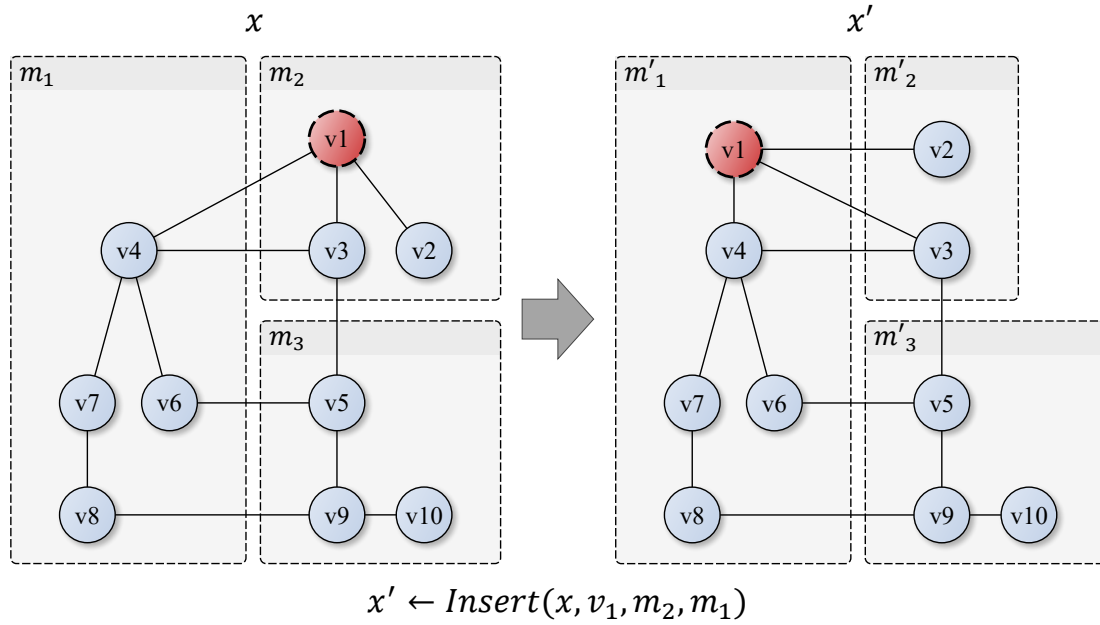 x
x′
m₁
m₂
v1
v4
v3
v2
m₃
v7
v6
v5
v8
v9
v10
m′₁
m′₂
v1
v2
v4
v3
m′₃
v7
v6
v5
v8
v9
v10
x′ ← Insert(x, v₁, m₂, m₁)